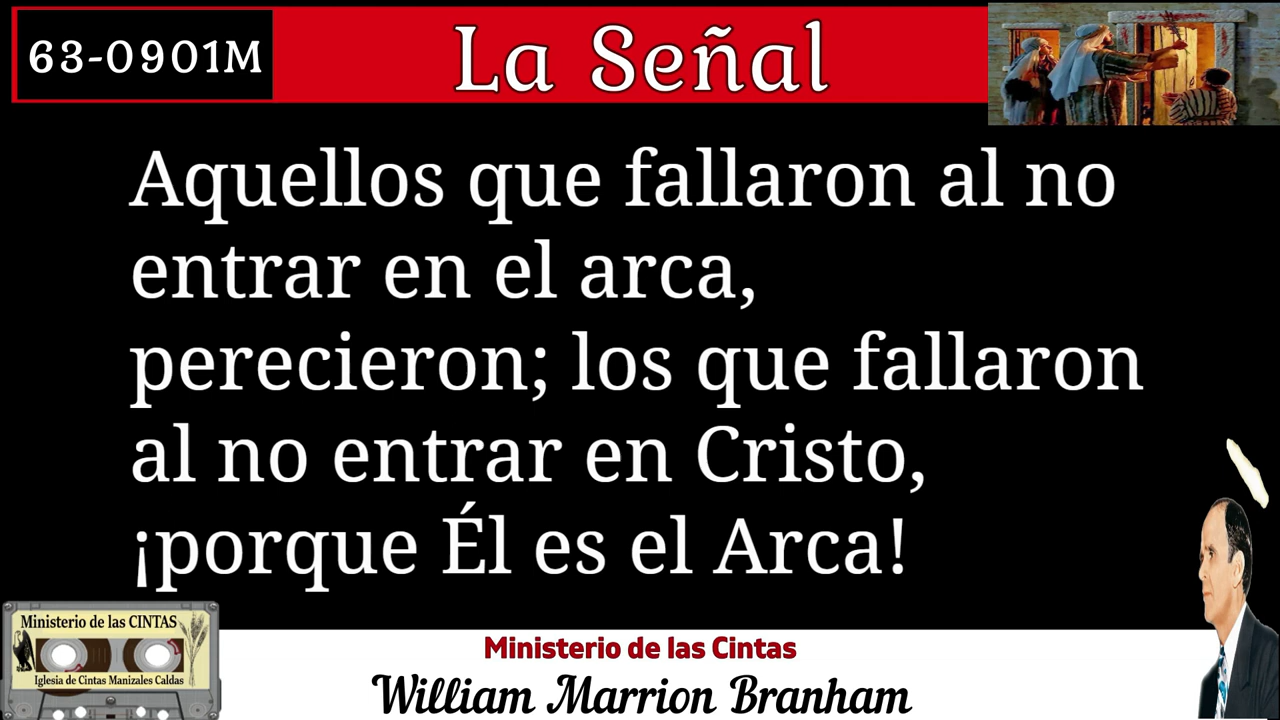 63-0901M
La Señal
Aquellos que fallaron al no
entrar en el arca,
perecieron; los que fallaron
al no entrar en Cristo,
¡porque Él es el Arca!
Ministerio de las CINTAS
Iglesia de Cintas Manizales Caldas
Ministerio de las Cintas
William Marrion Branham